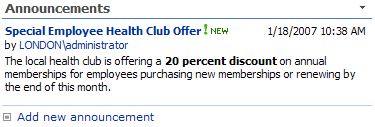 Announcements
Special Employee Health Club Offer ! NEW 1/18/2007 10:38 AM
by LONDON\administrator
The local health club is offering a 20 percent discount on annual
memberships for employees purchasing new memberships or renewing by
the end of this month.
Add new announcement